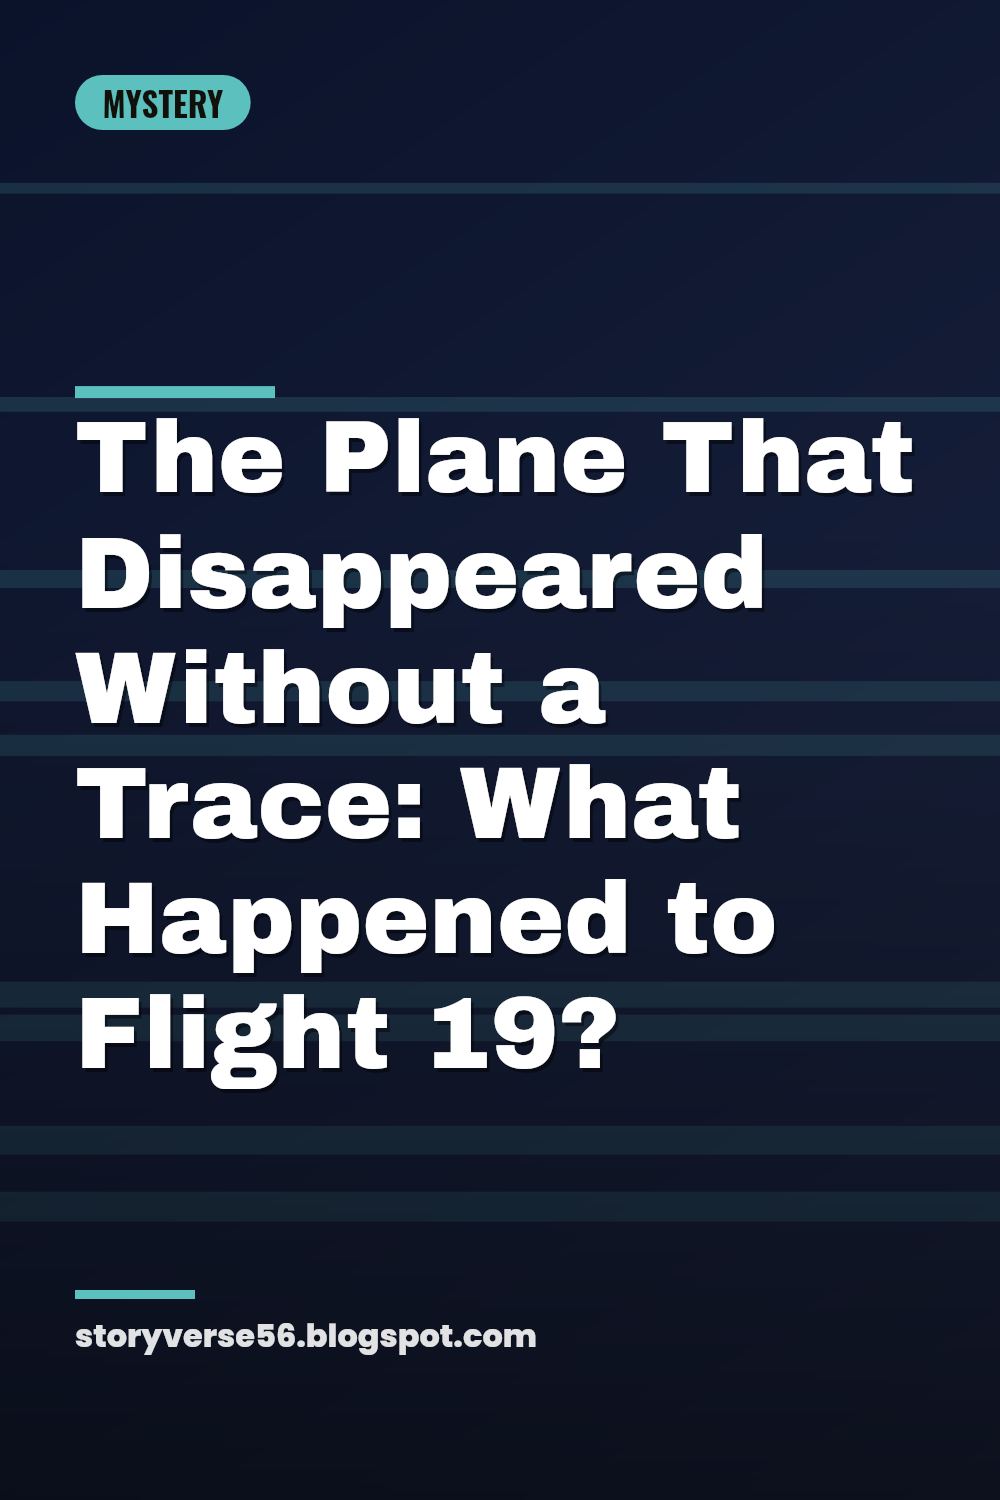 MYSTERY
The Plane That
Disappeared
Without a
Trace: What
Happened to
Flight 19?
storyverse56.blogspot.com